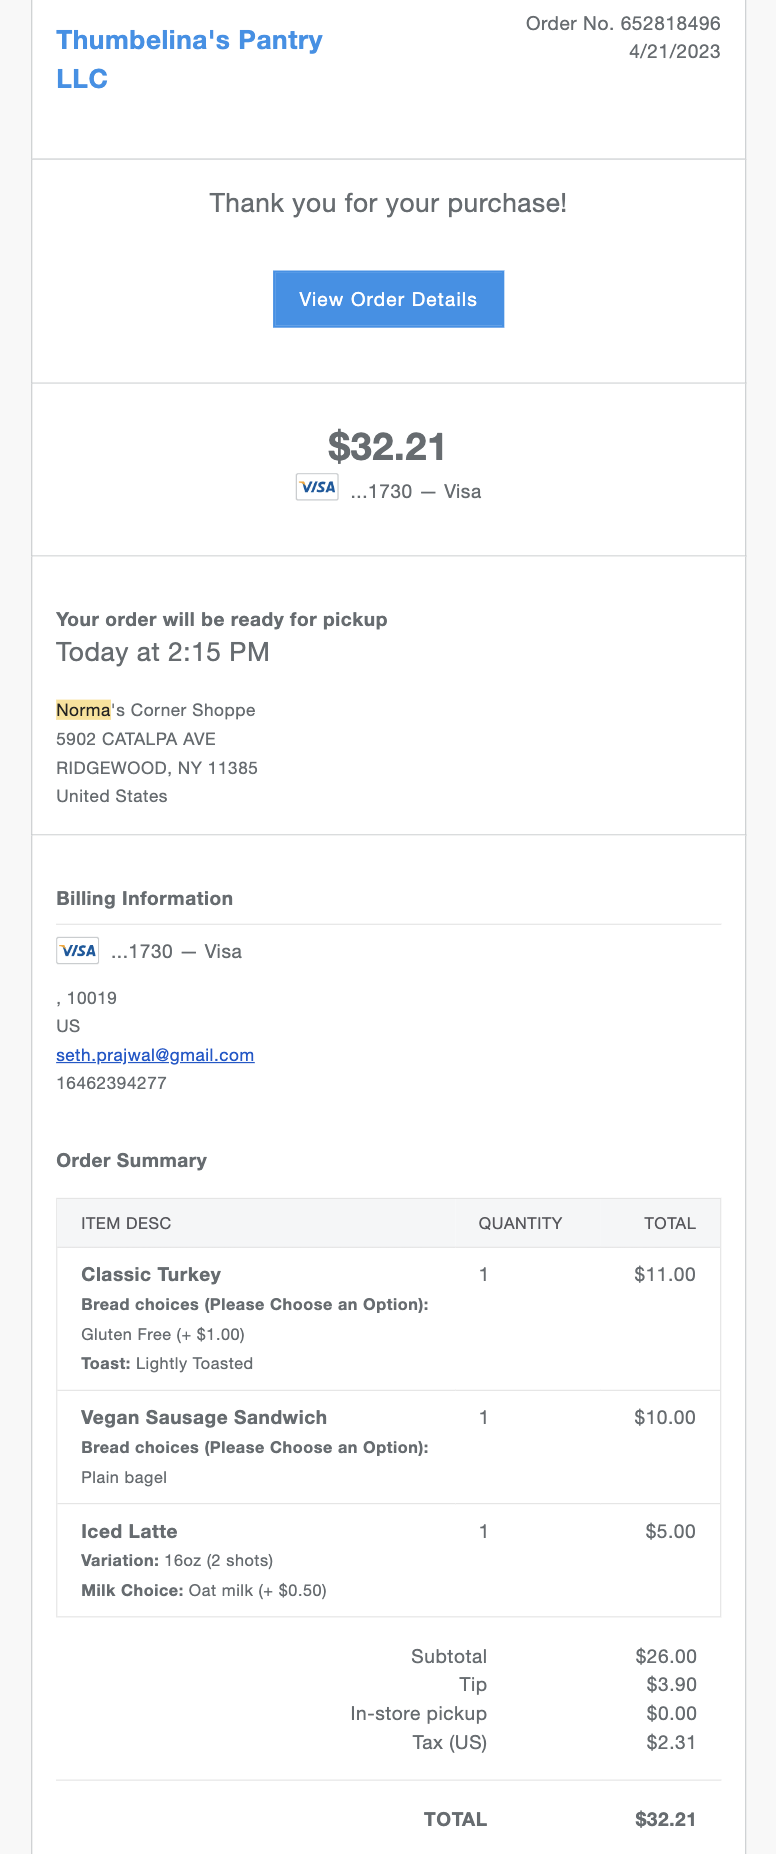 Thumbelina's Pantry
LLC
Order No. 652818496
4/21/2023
Thank you for your purchase!
View Order Details
$32.21
VISA ...1730 — Visa
Your order will be ready for pickup
Today at 2:15 PM
Norma's Corner Shoppe
5902 CATALPA AVE
RIDGEWOOD, NY 11385
United States
Billing Information
VISA ...1730 — Visa
, 10019
US
seth.prajwal@gmail.com
16462394277
Order Summary
ITEM DESC QUANTITY TOTAL
Classic Turkey 1 $11.00
Bread choices (Please Choose an Option):
Gluten Free (+ $1.00)
Toast: Lightly Toasted
Vegan Sausage Sandwich 1 $10.00
Bread choices (Please Choose an Option):
Plain bagel
Iced Latte 1 $5.00
Variation: 16oz (2 shots)
Milk Choice: Oat milk (+ $0.50)
Subtotal $26.00
Tip $3.90
In-store pickup $0.00
Tax (US) $2.31
TOTAL $32.21